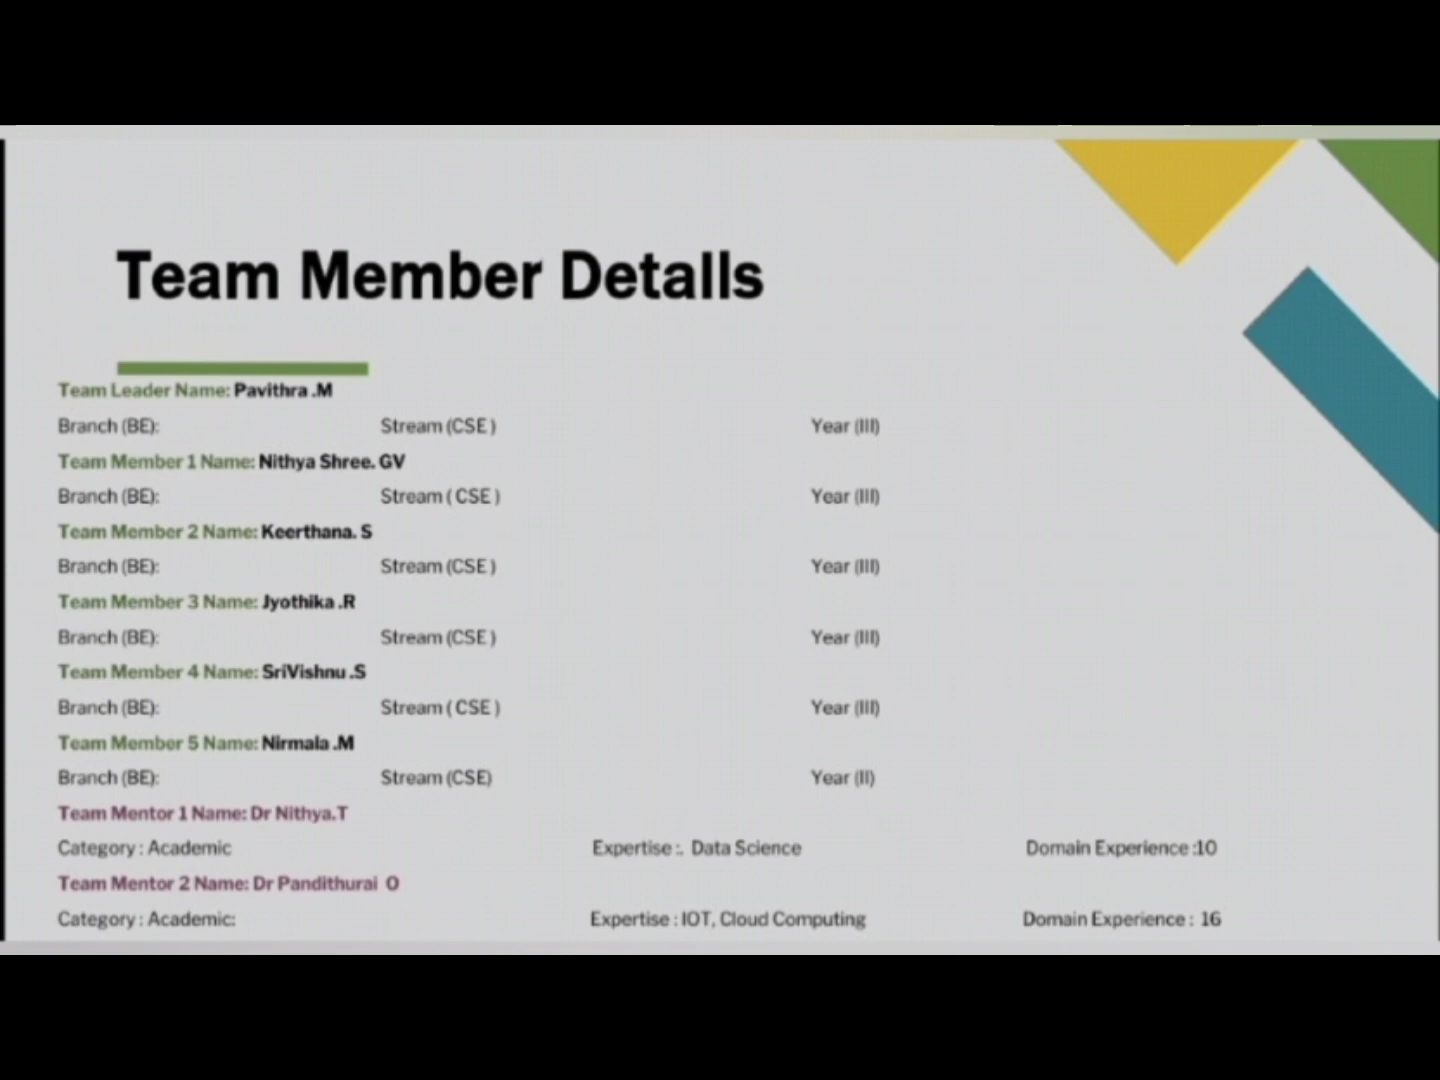 Team Member Details
Team Leader Name: Pavithra .M
Branch (BE): Stream (CSE ) Year (III)
Team Member 1 Name: Nithya Shree. GV
Branch (BE): Stream ( CSE ) Year (III)
Team Member 2 Name: Keerthana. S
Branch (BE): Stream (CSE ) Year (III)
Team Member 3 Name: Jyothika .R
Branch (BE): Stream (CSE ) Year (III)
Team Member 4 Name: SriVishnu .S
Branch (BE): Stream ( CSE ) Year (III)
Team Member 5 Name: Nirmala .M
Branch (BE): Stream (CSE) Year (II)
Team Mentor 1 Name: Dr Nithya.T
Category : Academic Expertise :. Data Science Domain Experience :10
Team Mentor 2 Name: Dr Pandithurai O
Category : Academic: Expertise : IOT, Cloud Computing Domain Experience : 16